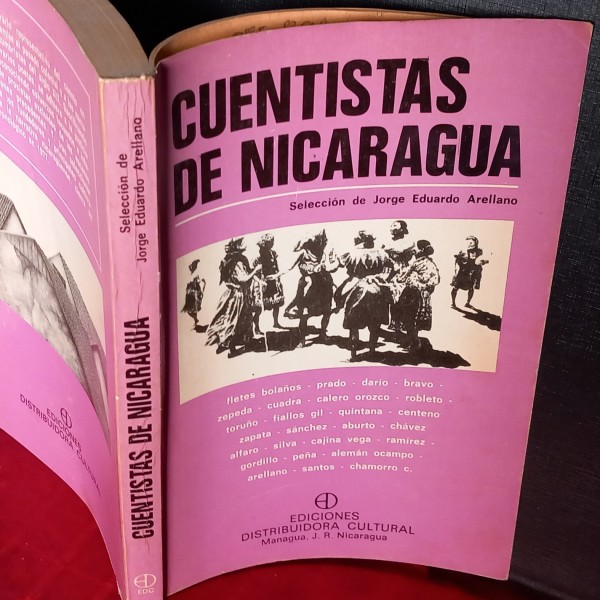 CUENTISTAS
DE NICARAGUA
Selección de Jorge Eduardo Arellano
fletes bolaños - prado - darío - bravo -
zepeda - cuadra - calero orozco - robleto -
toruño - fiallos gil - quintana - centeno
zapata - sánchez - aburto - chávez
alfaro - silva - cajina vega - ramírez -
gordillo - peña - alemán ocampo -
arellano - santos - chamorro c.
EDICIONES
DISTRIBUIDORA CULTURAL
Managua, J. R. Nicaragua
Selección de
Jorge Eduardo Arellano
CUENTISTAS DE NICARAGUA
EDC
EDICIONES
DISTRIBUIDORA CULTURAL